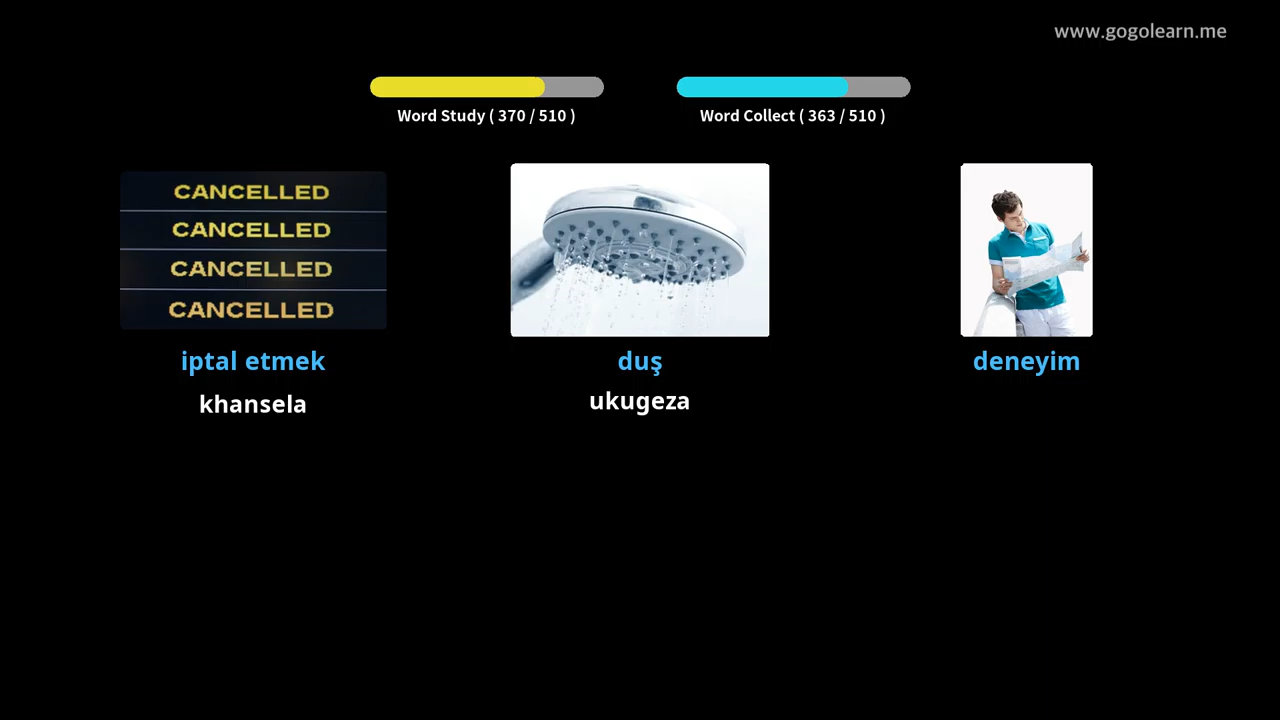 www.gogolearn.me
Word Study ( 370 / 510 )
Word Collect ( 363 / 510 )
CANCELLED
CANCELLED
CANCELLED
CANCELLED
iptal etmek
khansela
duş
ukugeza
deneyim